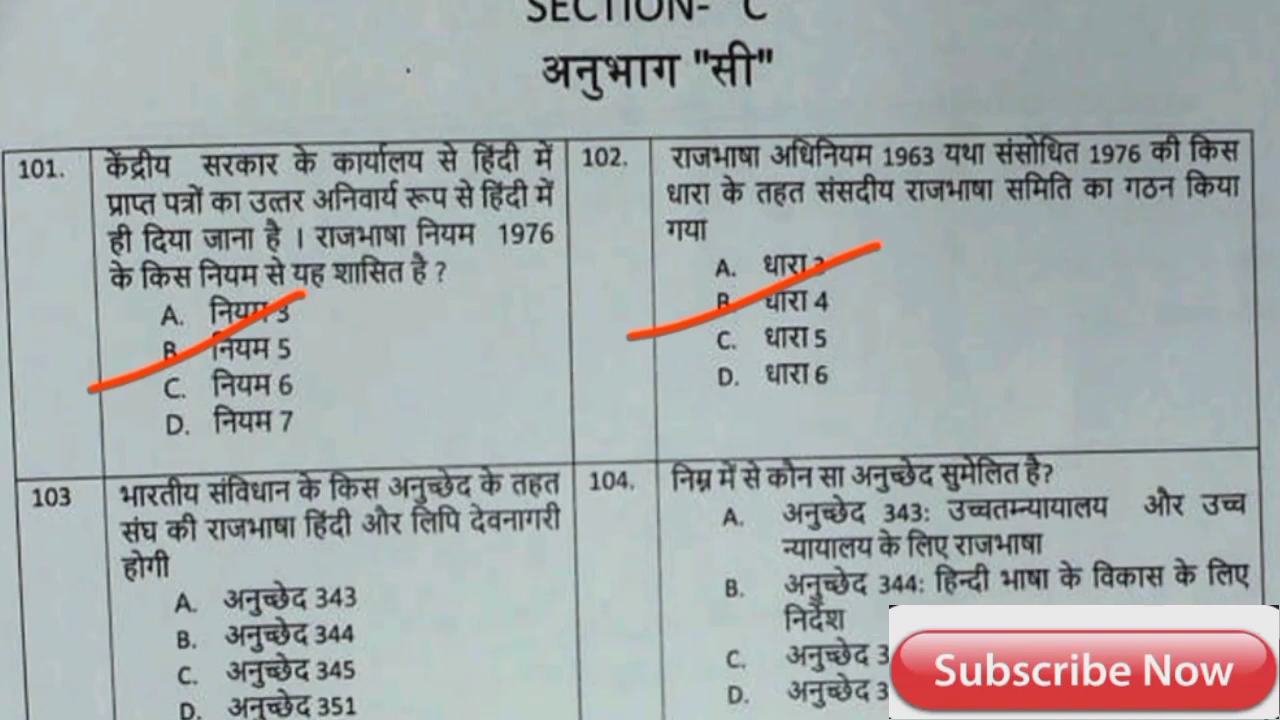 SECTION- "C"
अनुभाग "सी"
101.
केंद्रीय सरकार के कार्यालय से हिंदी में
प्राप्त पत्रों का उत्तर अनिवार्य रूप से हिंदी में
ही दिया जाना है । राजभाषा नियम 1976
के किस नियम से यह शासित है ?
A. नियम 3
B. नियम 5
C. नियम 6
D. नियम 7
102.
राजभाषा अधिनियम 1963 यथा संसोधित 1976 की किस
धारा के तहत संसदीय राजभाषा समिति का गठन किया
गया
A. धारा 3
B. धारा 4
C. धारा 5
D. धारा 6
103
भारतीय संविधान के किस अनुच्छेद के तहत
संघ की राजभाषा हिंदी और लिपि देवनागरी
होगी
A. अनुच्छेद 343
B. अनुच्छेद 344
C. अनुच्छेद 345
D. अनुच्छेद 351
104.
निम्न में से कौन सा अनुच्छेद सुमेलित है?
A. अनुच्छेद 343: उच्चतम्न्यायालय और उच्च
न्यायालय के लिए राजभाषा
B. अनुच्छेद 344: हिन्दी भाषा के विकास के लिए
निर्देश
C. अनुच्छेद 3
D. अनुच्छेद 3
Subscribe Now